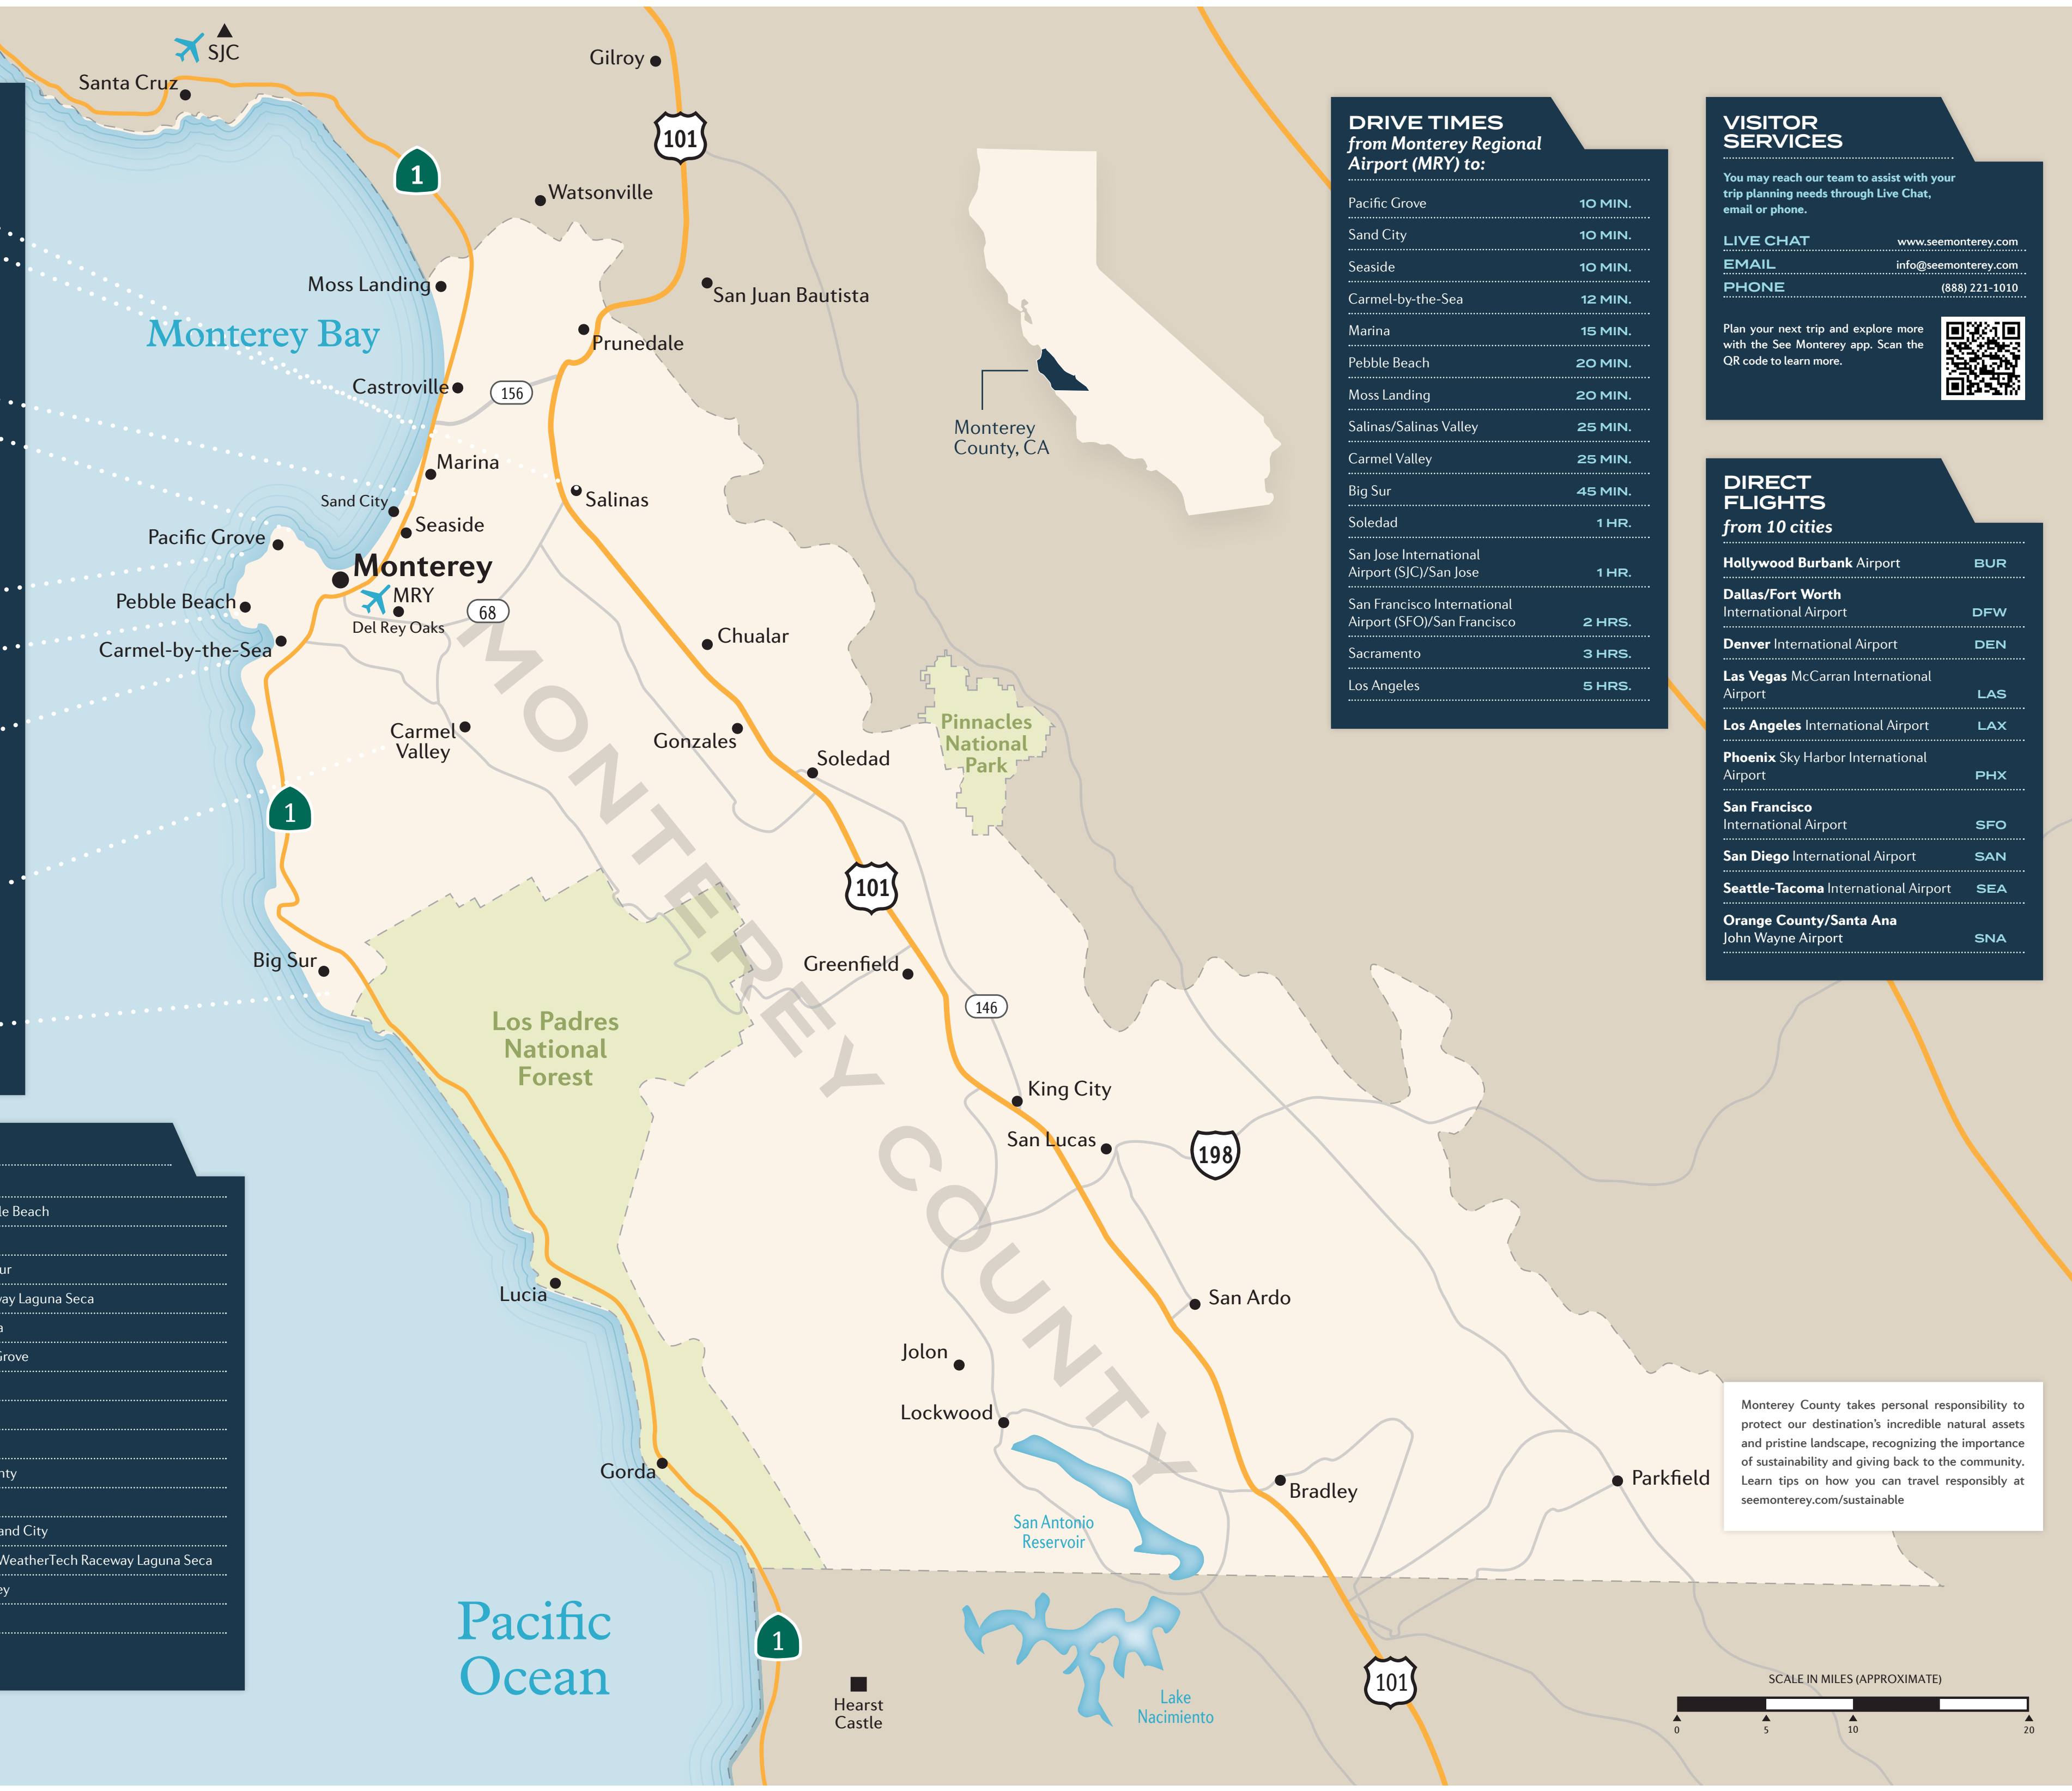 SJC
Santa Cruz
Gilroy
101
1
Watsonville
Moss Landing
San Juan Bautista
Monterey Bay
Prunedale
Castroville
156
Marina
Sand City
Salinas
Seaside
Pacific Grove
Monterey
MRY
Pebble Beach
68
Del Rey Oaks
Carmel-by-the-Sea
Chualar
Carmel
Valley
Gonzales
Soledad
Pinnacles
National
Park
1
101
MONTEREY COUNTY
Big Sur
Greenfield
146
Los Padres
National
Forest
King City
San Lucas
198
Lucia
San Ardo
Jolon
Lockwood
Gorda
Bradley
Parkfield
San Antonio
Reservoir
Pacific
Ocean
1
Hearst
Castle
Lake
Nacimiento
101
Monterey
County, CA
DRIVE TIMES
from Monterey Regional
Airport (MRY) to:
Pacific Grove 10 MIN.
Sand City 10 MIN.
Seaside 10 MIN.
Carmel-by-the-Sea 12 MIN.
Marina 15 MIN.
Pebble Beach 20 MIN.
Moss Landing 20 MIN.
Salinas/Salinas Valley 25 MIN.
Carmel Valley 25 MIN.
Big Sur 45 MIN.
Soledad 1 HR.
San Jose International
Airport (SJC)/San Jose 1 HR.
San Francisco International
Airport (SFO)/San Francisco 2 HRS.
Sacramento 3 HRS.
Los Angeles 5 HRS.
VISITOR
SERVICES
You may reach our team to assist with your
trip planning needs through Live Chat,
email or phone.
LIVE CHAT www.seemonterey.com
EMAIL info@seemonterey.com
PHONE (888) 221-1010
Plan your next trip and explore more
with the See Monterey app. Scan the
QR code to learn more.
DIRECT
FLIGHTS
from 10 cities
Hollywood Burbank Airport BUR
Dallas/Fort Worth
International Airport DFW
Denver International Airport DEN
Las Vegas McCarran International
Airport LAS
Los Angeles International Airport LAX
Phoenix Sky Harbor International
Airport PHX
San Francisco
International Airport SFO
San Diego International Airport SAN
Seattle-Tacoma International Airport SEA
Orange County/Santa Ana
John Wayne Airport SNA
Monterey County takes personal responsibility to
protect our destination's incredible natural assets
and pristine landscape, recognizing the importance
of sustainability and giving back to the community.
Learn tips on how you can travel responsibly at
seemonterey.com/sustainable
SCALE IN MILES (APPROXIMATE)
0 5 10 20
le Beach
ur
ay Laguna Seca
a
Grove
nty
and City
WeatherTech Raceway Laguna Seca
ey